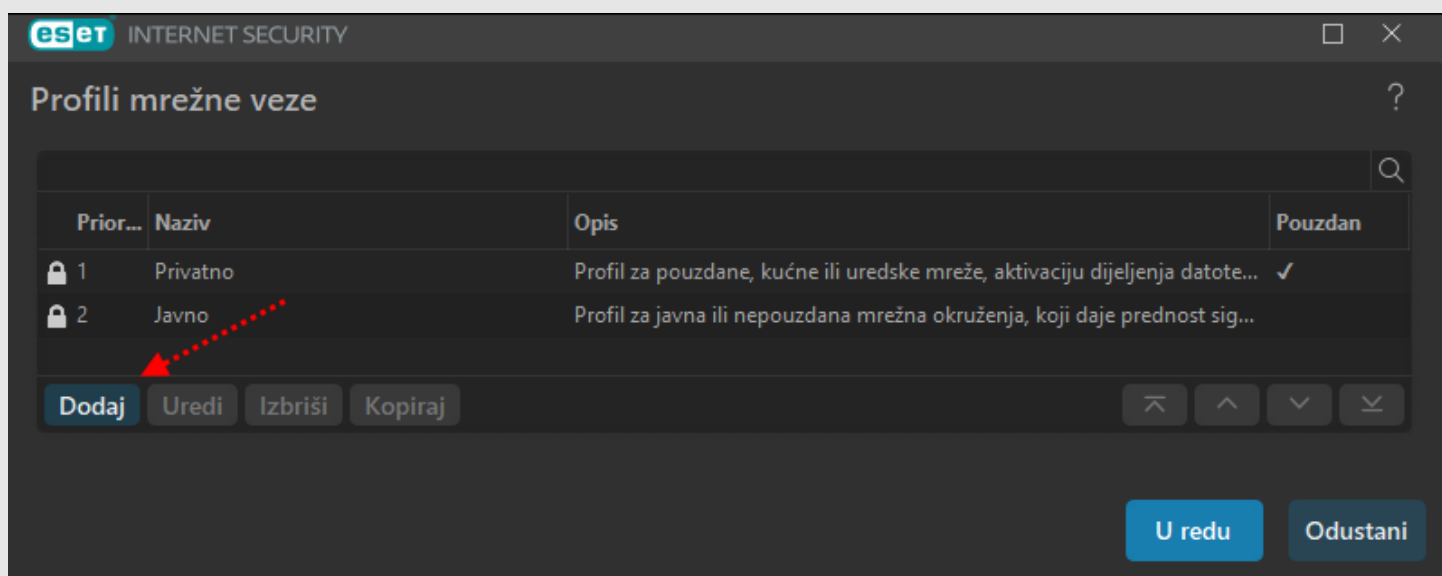 eset INTERNET SECURITY
Profili mrežne veze
?
Prior... Naziv Opis Pouzdan
1 Privatno Profil za pouzdane, kućne ili uredske mreže, aktivaciju dijeljenja datote... ✓
2 Javno Profil za javna ili nepouzdana mrežna okruženja, koji daje prednost sig...
Dodaj Uredi Izbriši Kopiraj
U redu Odustani